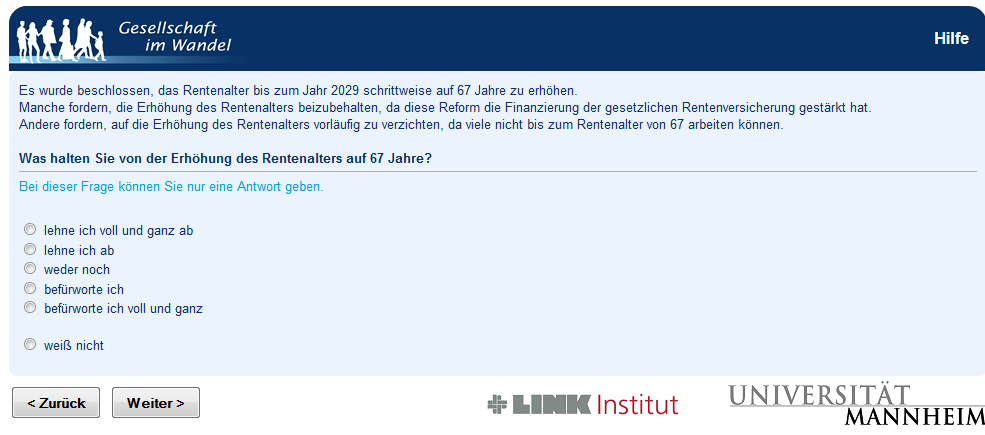 Gesellschaft
im Wandel
Hilfe
Es wurde beschlossen, das Rentenalter bis zum Jahr 2029 schrittweise auf 67 Jahre zu erhöhen.
Manche fordern, die Erhöhung des Rentenalters beizubehalten, da diese Reform die Finanzierung der gesetzlichen Rentenversicherung gestärkt hat.
Andere fordern, auf die Erhöhung des Rentenalters vorläufig zu verzichten, da viele nicht bis zum Rentenalter von 67 arbeiten können.
Was halten Sie von der Erhöhung des Rentenalters auf 67 Jahre?
Bei dieser Frage können Sie nur eine Antwort geben.
lehne ich voll und ganz ab
lehne ich ab
weder noch
befürworte ich
befürworte ich voll und ganz
weiß nicht
< Zurück
Weiter >
LINK Institut
UNIVERSITÄT
MANNHEIM